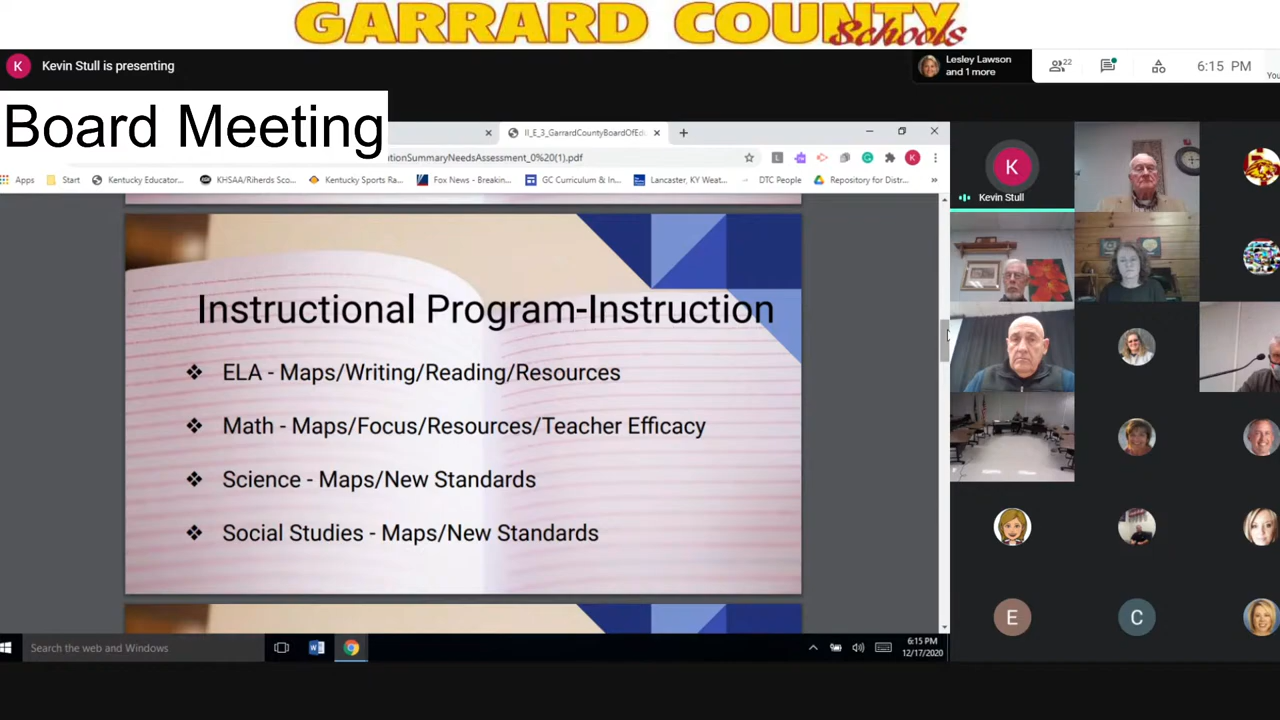 GARRARD COUNTY
Schools
K Kevin Stull is presenting
Lesley Lawson
and 1 more
22
6:15 PM
You
Board Meeting
II_E_3_GarrardCountyBoardOfEdu
tionSummaryNeedsAssessment_0%20(1).pdf
K
Apps
Start
Kentucky Educator...
KHSAA/Riherds Sco...
Kentucky Sports Ra...
Fox News - Breakin...
GC Curriculum & In...
Lancaster, KY Weat...
DTC People
Repository for Distr...
»
K
Kevin Stull
Instructional Program-Instruction
❖ ELA - Maps/Writing/Reading/Resources
❖ Math - Maps/Focus/Resources/Teacher Efficacy
❖ Science - Maps/New Standards
❖ Social Studies - Maps/New Standards
E
C
Search the web and Windows
6:15 PM
12/17/2020